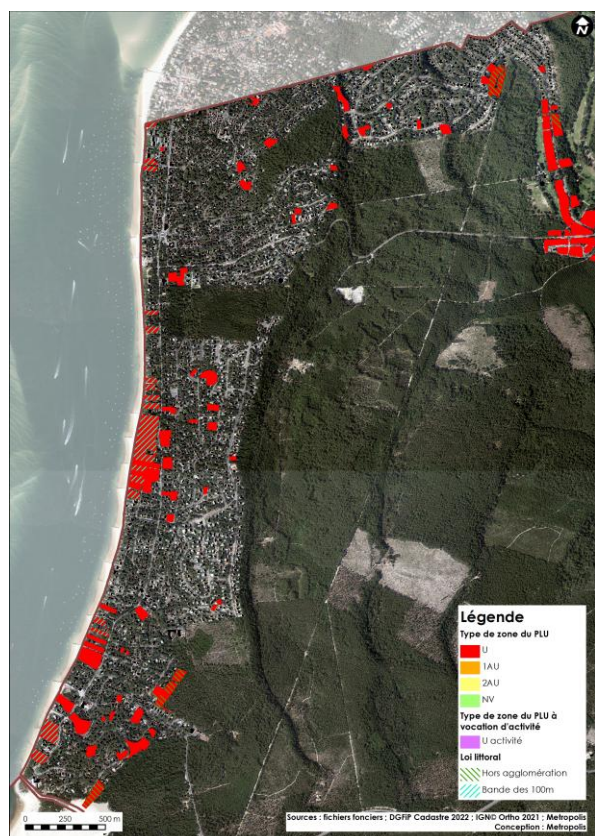 N
Légende
Type de zone du PLU
U
1AU
2AU
NV
Type de zone du PLU à
vocation d'activité
U activité
Loi littoral
Hors agglomération
Bande des 100m
0 250 500 m
Sources : fichiers fonciers ; DGFiP Cadastre 2022 ; IGN© Ortho 2021 ; Metropolis
Conception : Metropolis